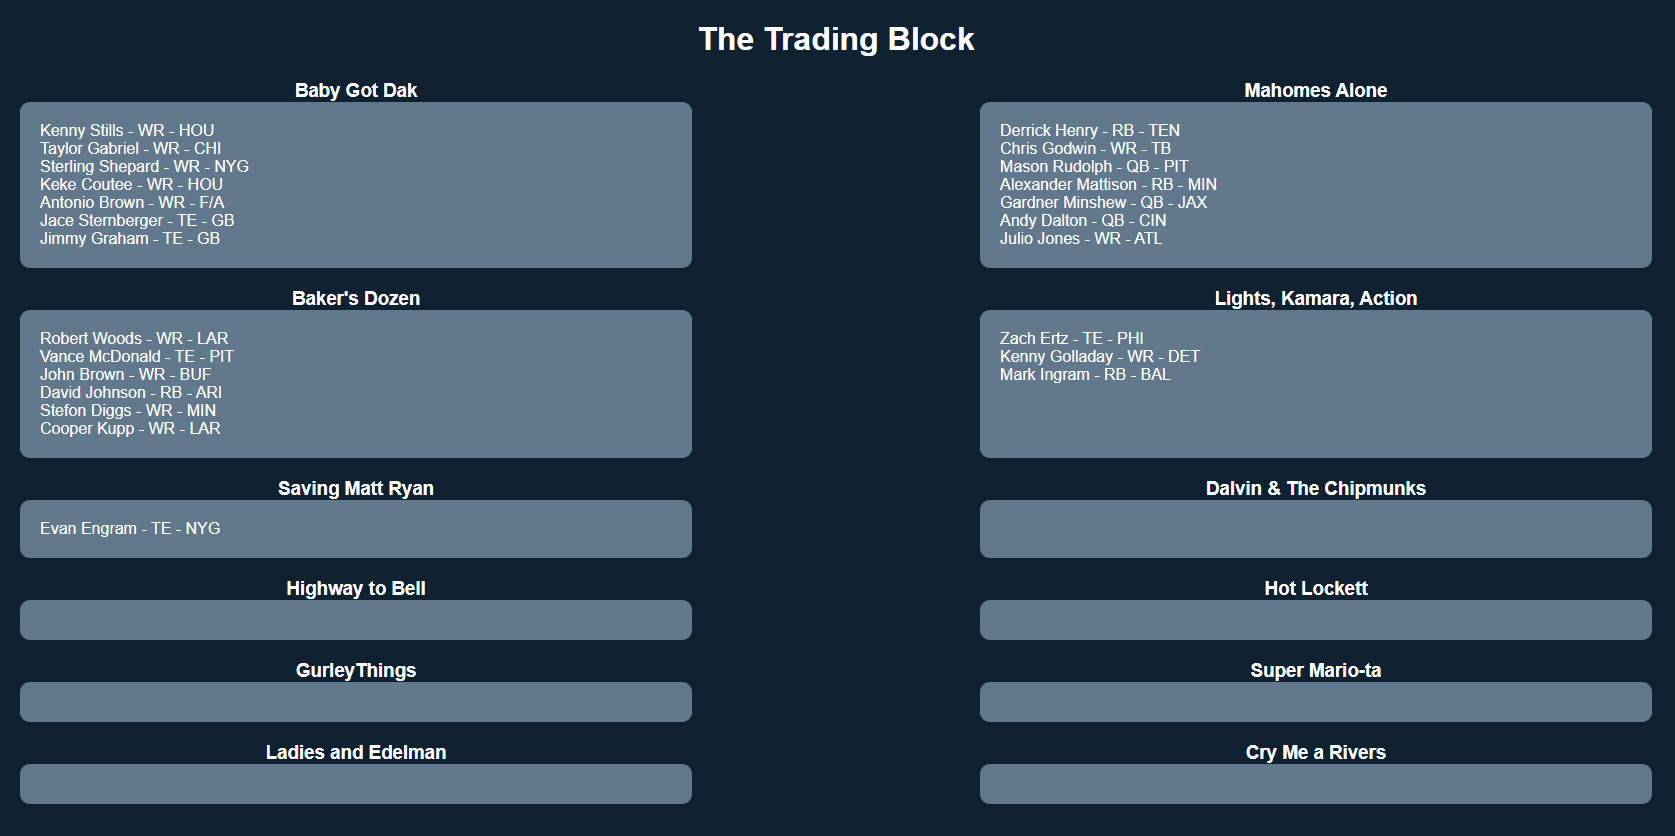 The Trading Block
Baby Got Dak
Kenny Stills - WR - HOU
Taylor Gabriel - WR - CHI
Sterling Shepard - WR - NYG
Keke Coutee - WR - HOU
Antonio Brown - WR - F/A
Jace Sternberger - TE - GB
Jimmy Graham - TE - GB
Mahomes Alone
Derrick Henry - RB - TEN
Chris Godwin - WR - TB
Mason Rudolph - QB - PIT
Alexander Mattison - RB - MIN
Gardner Minshew - QB - JAX
Andy Dalton - QB - CIN
Julio Jones - WR - ATL
Baker's Dozen
Robert Woods - WR - LAR
Vance McDonald - TE - PIT
John Brown - WR - BUF
David Johnson - RB - ARI
Stefon Diggs - WR - MIN
Cooper Kupp - WR - LAR
Lights, Kamara, Action
Zach Ertz - TE - PHI
Kenny Golladay - WR - DET
Mark Ingram - RB - BAL
Saving Matt Ryan
Evan Engram - TE - NYG
Dalvin & The Chipmunks
Highway to Bell
Hot Lockett
GurleyThings
Super Mario-ta
Ladies and Edelman
Cry Me a Rivers